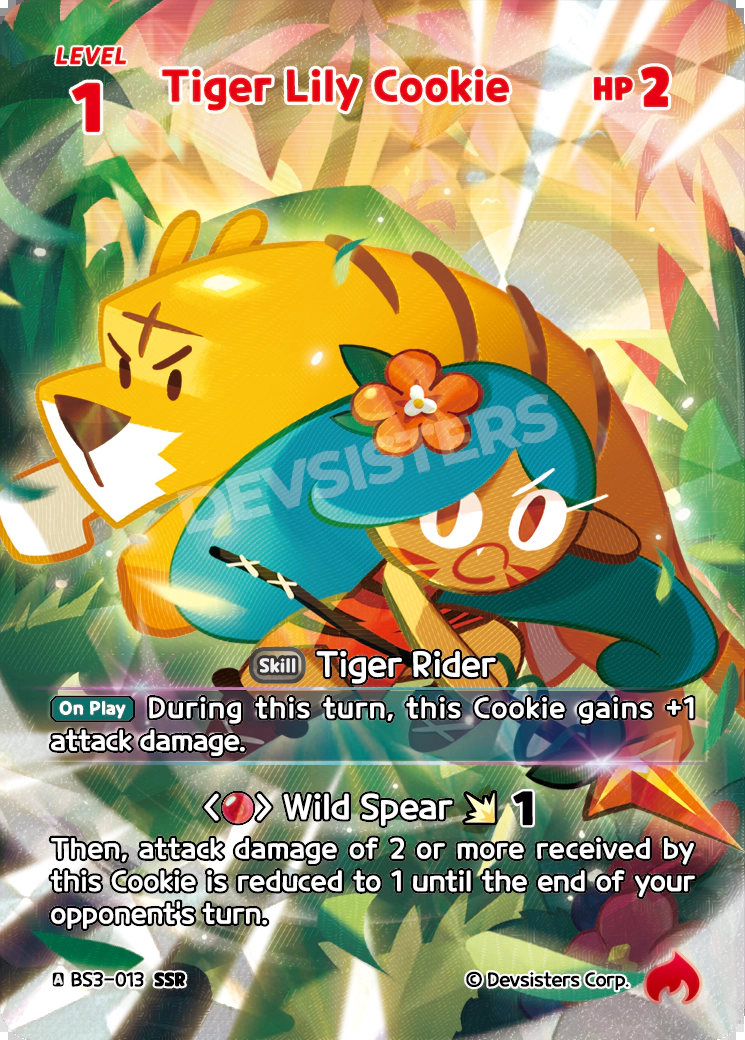 LEVEL
1
Tiger Lily Cookie
HP 2
DEVSISTERS
Skill Tiger Rider
On Play During this turn, this Cookie gains +1
attack damage.
< > Wild Spear 1
Then, attack damage of 2 or more received by
this Cookie is reduced to 1 until the end of your
opponent's turn.
A BS3-013 SSR
© Devsisters Corp.